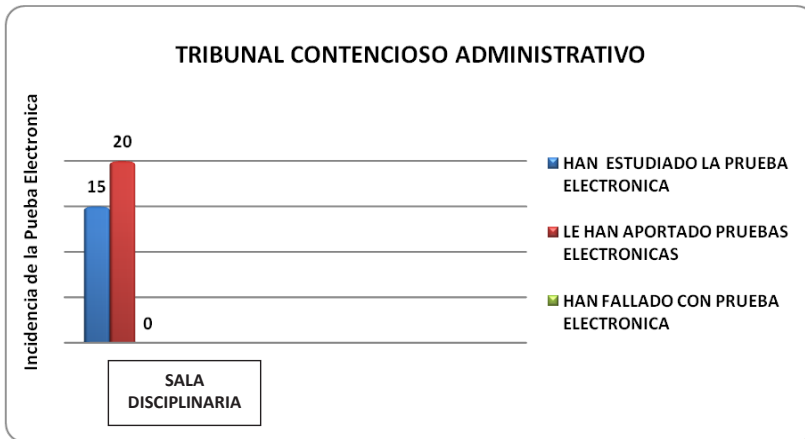 TRIBUNAL CONTENCIOSO ADMINISTRATIVO
Incidencia de la Pueba Electronica
20
15
0
HAN ESTUDIADO LA PRUEBA
ELECTRONICA
LE HAN APORTADO PRUEBAS
ELECTRONICAS
HAN FALLADO CON PRUEBA
ELECTRONICA
SALA
DISCIPLINARIA